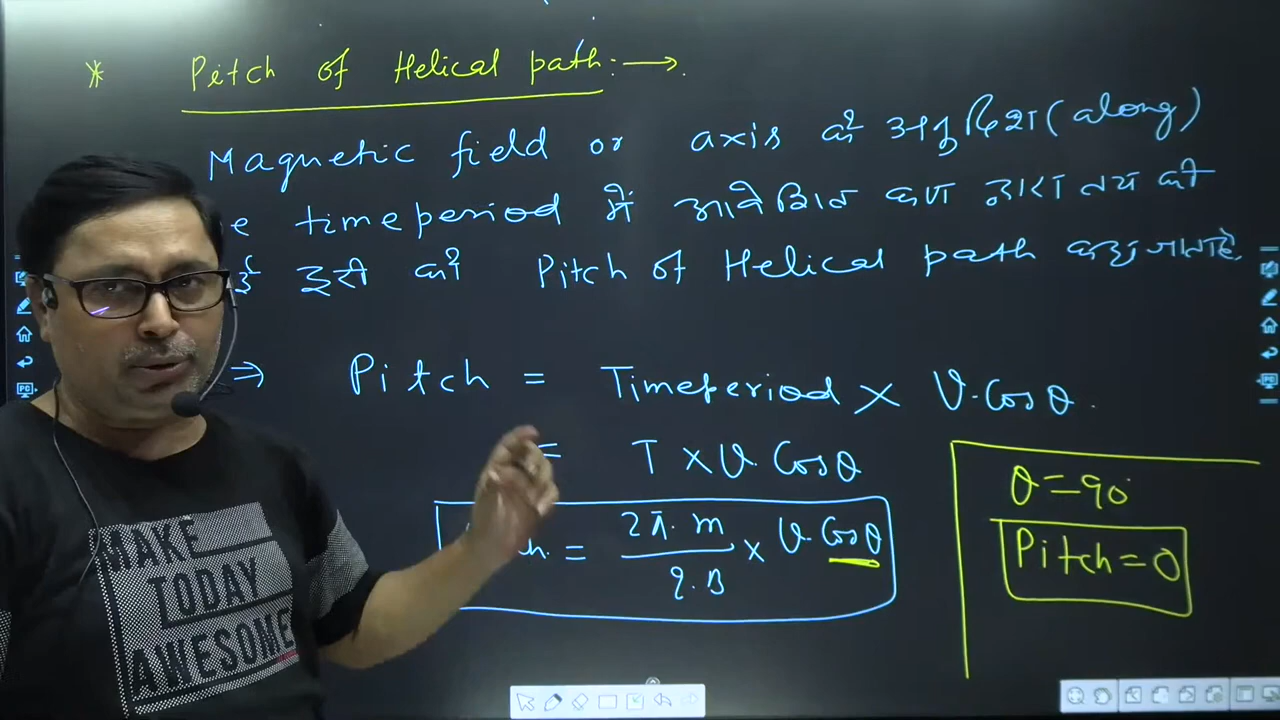 * Pitch of Helical path :→
Magnetic field or axis के अनुदिश (along)
timeperiod में आवेशित कण द्वारा तय की
दूरी को Pitch of Helical path कहा जाता है
⇒ Pitch = Timeperiod × V.Cosθ.
= T × V. Cosθ
= 2π.m / q.B × V. Cosθ
θ = 90°
Pitch = 0
MAKE
TODAY
AWESOME